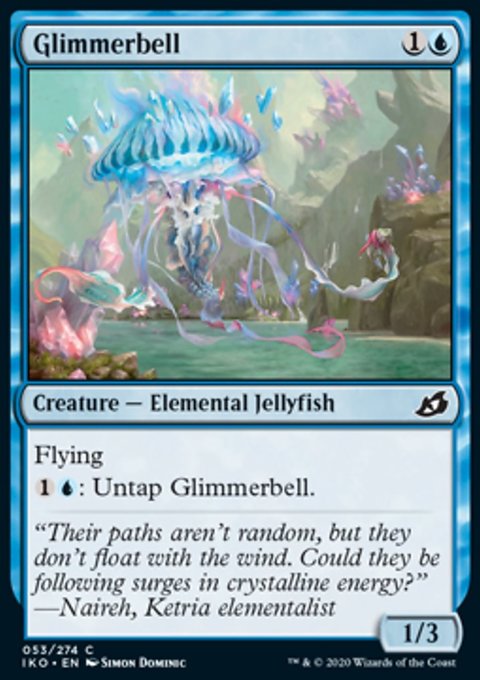 Glimmerbell 1
Creature — Elemental Jellyfish
Flying
1: Untap Glimmerbell.
“Their paths aren’t random, but they
don’t float with the wind. Could they be
following surges in crystalline energy?”
—Naireh, Ketria elementalist
1/3
053/274 C
IKO • EN Simon Dominic
™ & © 2020 Wizards of the Coast